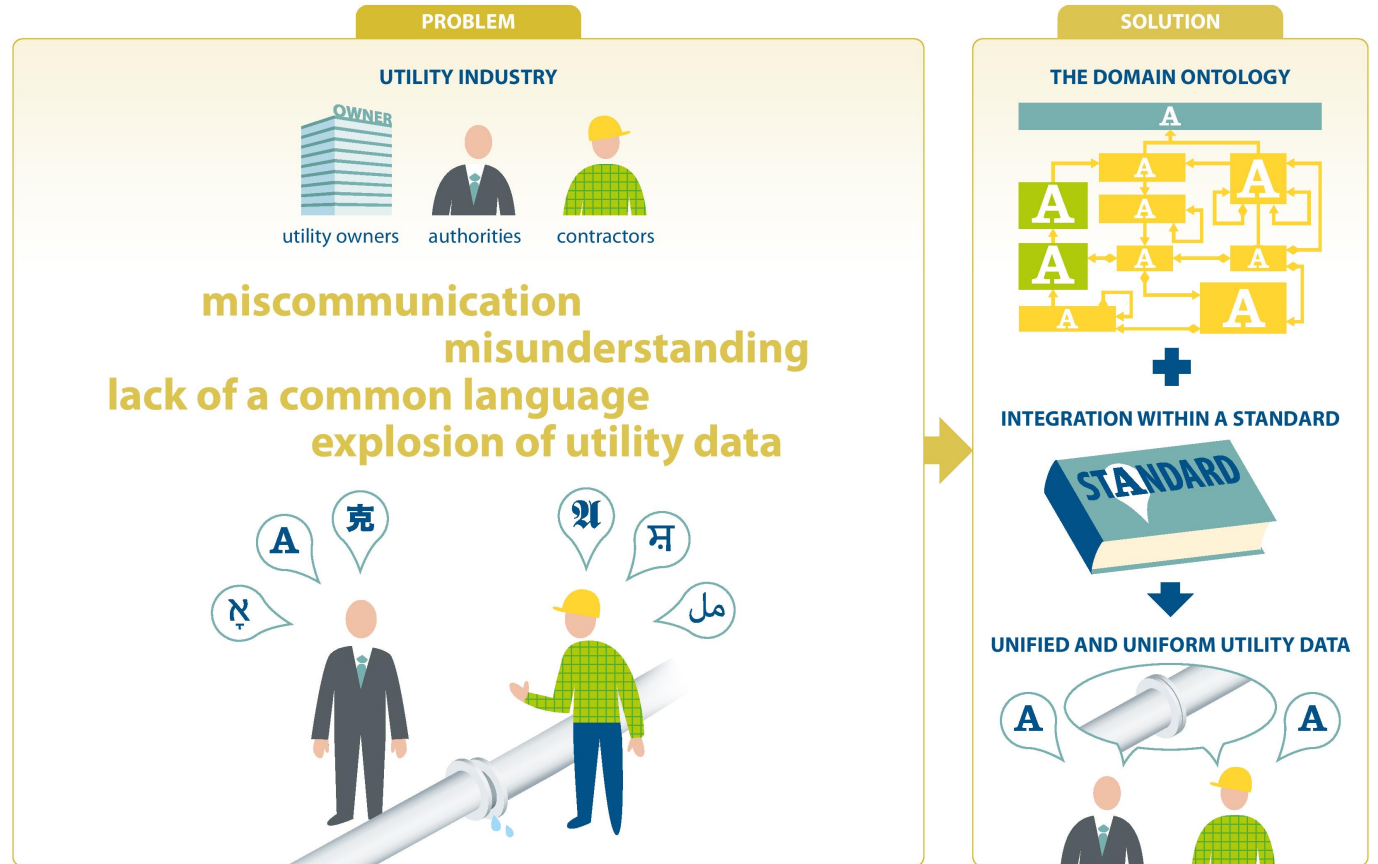 PROBLEM
UTILITY INDUSTRY
OWNER
utility owners
authorities
contractors
miscommunication
misunderstanding
lack of a common language
explosion of utility data
אָ
A
克
𝕬
ਸ਼
مل
SOLUTION
THE DOMAIN ONTOLOGY
A
A
A
A
A
A
A
A
A
A
INTEGRATION WITHIN A STANDARD
STANDARD
UNIFIED AND UNIFORM UTILITY DATA
A
A